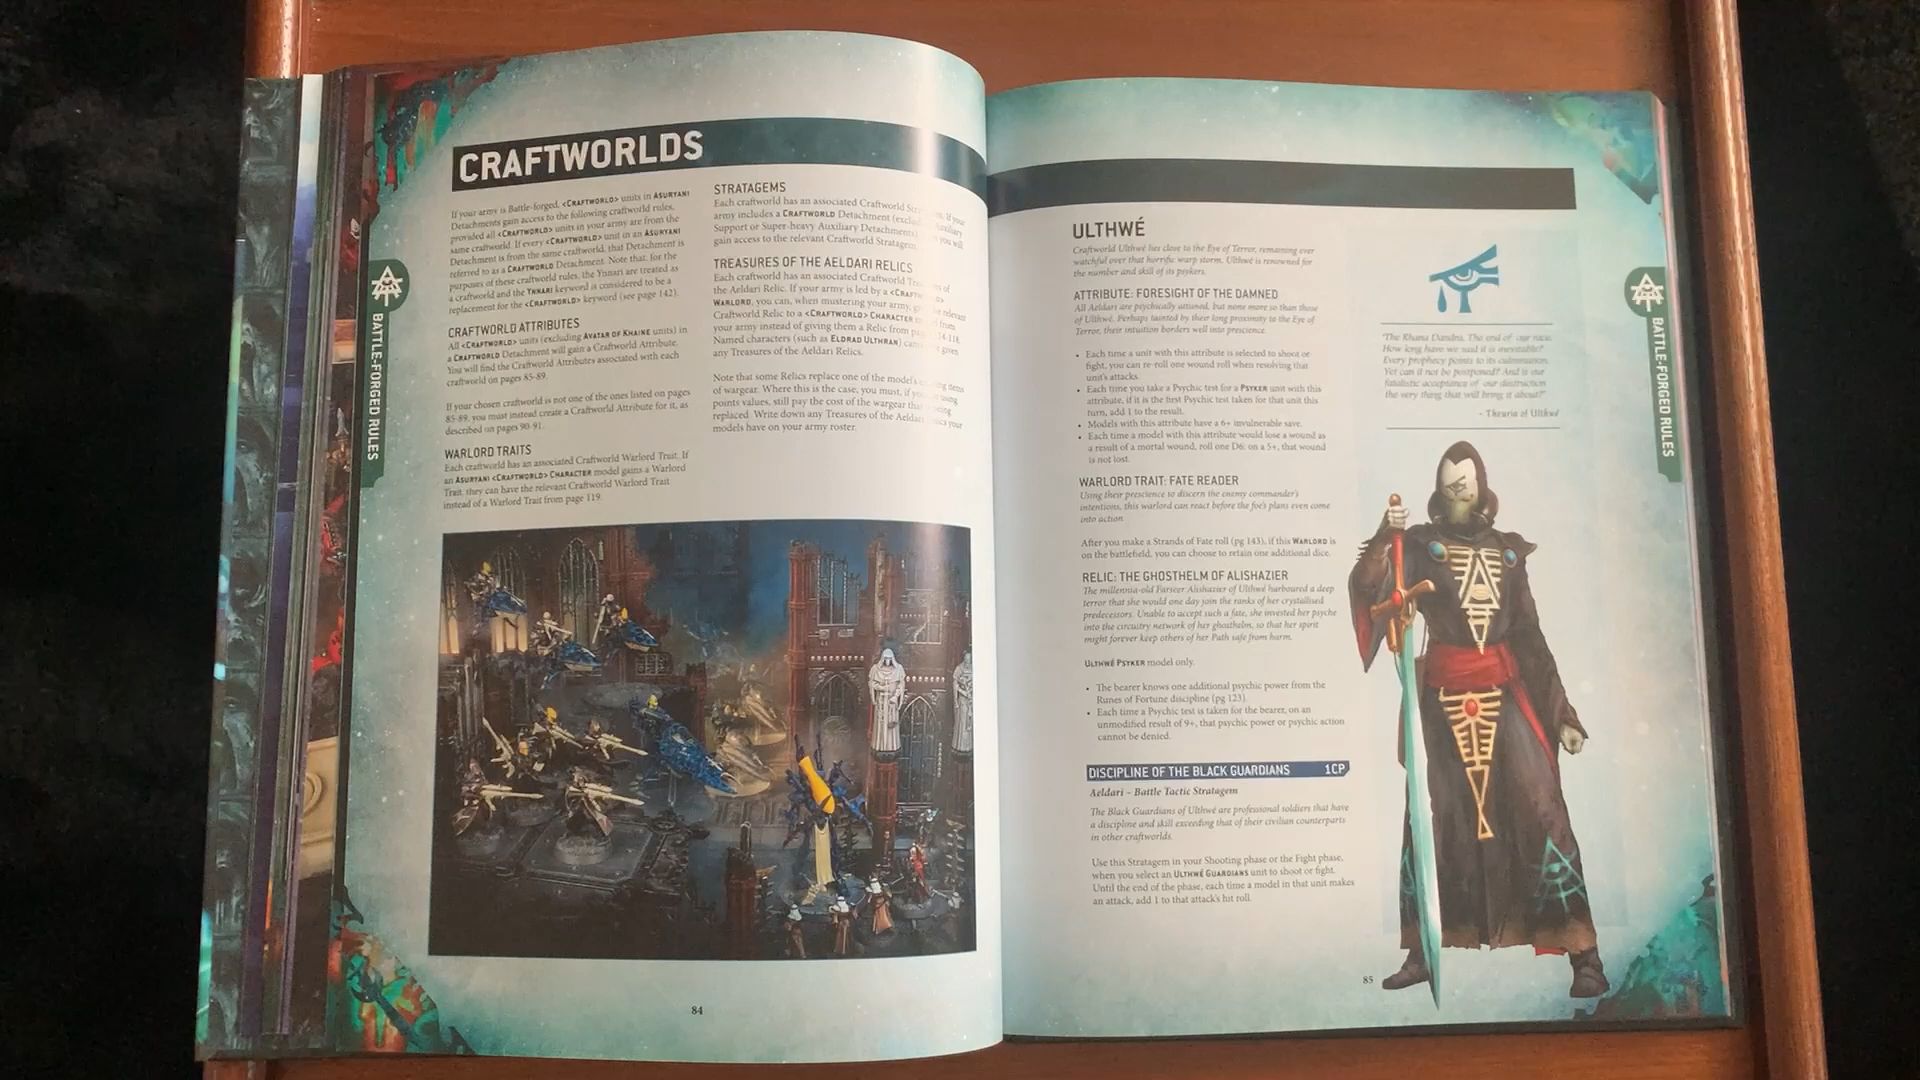 CRAFTWORLDS
If your army is Battle-forged, <CRAFTWORLD> units in ASURYANI
Detachments gain access to the following craftworld rules,
provided all <CRAFTWORLD> units in your army are from the
same craftworld. If every <CRAFTWORLD> unit in an ASURYANI
Detachment is from the same craftworld, that Detachment is
referred to as a CRAFTWORLD Detachment. Note that, for the
purposes of these craftworld rules, the Ynnari are treated as
a craftworld and the YNNARI keyword is considered to be a
replacement for the <CRAFTWORLD> keyword (see page 142).
CRAFTWORLD ATTRIBUTES
All <CRAFTWORLD> units (excluding AVATAR OF KHAINE units) in
a CRAFTWORLD Detachment will gain a Craftworld Attribute.
You will find the Craftworld Attributes associated with each
craftworld on pages 85-89.
If your chosen craftworld is not one of the ones listed on pages
85-89, you must instead create a Craftworld Attribute for it, as
described on pages 90-91.
WARLORD TRAITS
Each craftworld has an associated Craftworld Warlord Trait. If
an ASURYANI <CRAFTWORLD> CHARACTER model gains a Warlord
Trait, they can have the relevant Craftworld Warlord Trait
instead of a Warlord Trait from page 119.
STRATAGEMS
Each craftworld has an associated Craftworld If your
army includes a CRAFTWORLD Detachment Auxiliary
Support or Super-heavy Auxiliary Detachments) you will
gain access to the relevant Craftworld
TREASURES OF THE AELDARI RELICS
Each craftworld has an associated Craftworld of
the Aeldari Relic. If your army is led by a
WARLORD, you can, when mustering your army, relevant
Craftworld Relic to a <CRAFTWORLD> CHARACTER from
your army instead of giving them a Relic from
Named characters (such as ELDRAD ULTHRAN) given
any Treasures of the Aeldari Relics.
Note that some Relics replace one of the model's items
of wargear. Where this is the case, you must, if using
points values, still pay the cost of the wargear being
replaced. Write down any Treasures of the Aeldari your
models have on your army roster.
84
BATTLE-FORGED RULES
ULTHWÉ
Craftworld Ulthwé lies close to the Eye of Terror, remaining ever
watchful over that horrific warp storm. Ulthwé is renowned for
the number and skill of its psykers.
ATTRIBUTE: FORESIGHT OF THE DAMNED
All Aeldari are psychically attuned, but none more so than those
of Ulthwé. Perhaps tainted by their long proximity to the Eye of
Terror, their intuition borders well into prescience.
• Each time a unit with this attribute is selected to shoot or
fight, you can re-roll one wound roll when resolving that
unit's attacks.
• Each time you take a Psychic test for a PSYKER unit with this
attribute, if it is the first Psychic test taken for that unit this
turn, add 1 to the result.
• Models with this attribute have a 6+ invulnerable save.
• Each time a model with this attribute would lose a wound as
a result of a mortal wound, roll one D6: on a 5+, that wound
is not lost.
WARLORD TRAIT: FATE READER
Using their prescience to discern the enemy commander's
intentions, this warlord can react before the foe's plans even come
into action.
After you make a Strands of Fate roll (pg 143), if this WARLORD is
on the battlefield, you can choose to retain one additional dice.
RELIC: THE GHOSTHELM OF ALISHAZIER
The millennia-old Farseer Alishazier of Ulthwé harboured a deep
terror that she would one day join the ranks of her crystallised
predecessors. Unable to accept such a fate, she invested her psyche
into the circuitry network of her ghosthelm, so that her spirit
might forever keep others of her Path safe from harm.
ULTHWÉ PSYKER model only.
• The bearer knows one additional psychic power from the
Runes of Fortune discipline (pg 123).
• Each time a Psychic test is taken for the bearer, on an
unmodified result of 9+, that psychic power or psychic action
cannot be denied.
DISCIPLINE OF THE BLACK GUARDIANS 1CP
Aeldari – Battle Tactic Stratagem
The Black Guardians of Ulthwé are professional soldiers that have
a discipline and skill exceeding that of their civilian counterparts
in other craftworlds.
Use this Stratagem in your Shooting phase or the Fight phase,
when you select an ULTHWÉ GUARDIANS unit to shoot or fight.
Until the end of the phase, each time a model in that unit makes
an attack, add 1 to that attack's hit roll.
'The Rhana Dandra. The end of our race.
How long have we said it is inevitable?
Every prophecy points to its culmination.
Yet can it not be postponed? And is our
fatalistic acceptance of our destruction
the very thing that will bring it about?'
- Theuria of Ulthwé
85
BATTLE-FORGED RULES